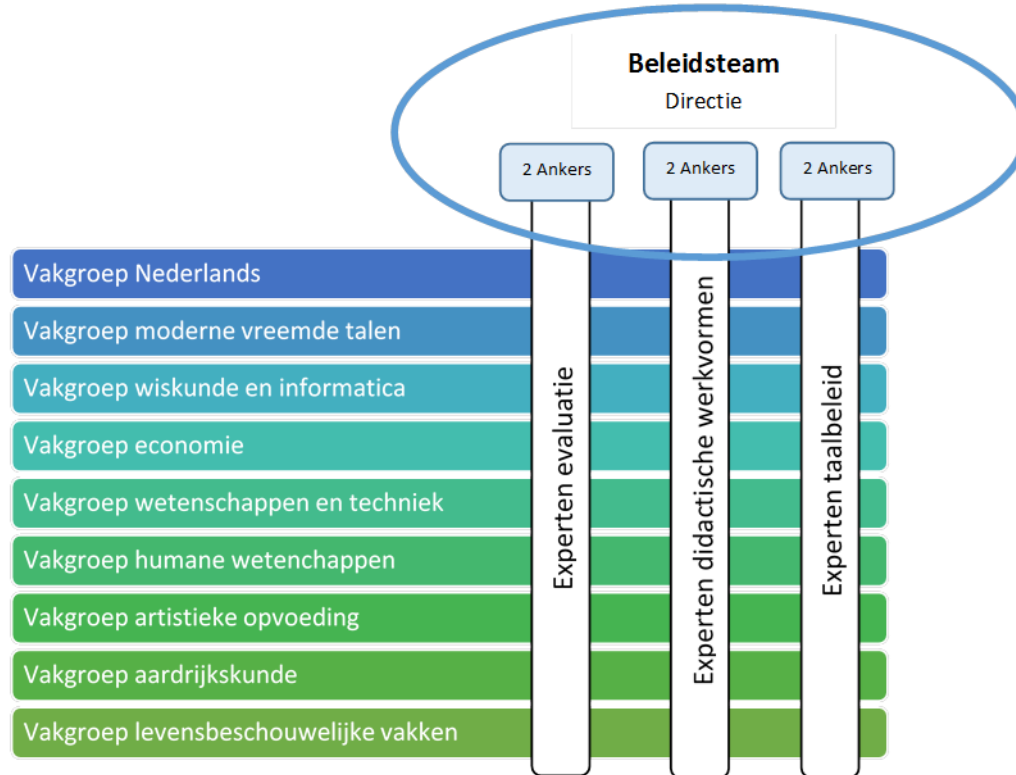 Beleidsteam
Directie
2 Ankers
2 Ankers
2 Ankers
Vakgroep Nederlands
Vakgroep moderne vreemde talen
Vakgroep wiskunde en informatica
Vakgroep economie
Vakgroep wetenschappen en techniek
Vakgroep humane wetenchappen
Vakgroep artistieke opvoeding
Vakgroep aardrijkskunde
Vakgroep levensbeschouwelijke vakken
Experten evaluatie
Experten didactische werkvormen
Experten taalbeleid